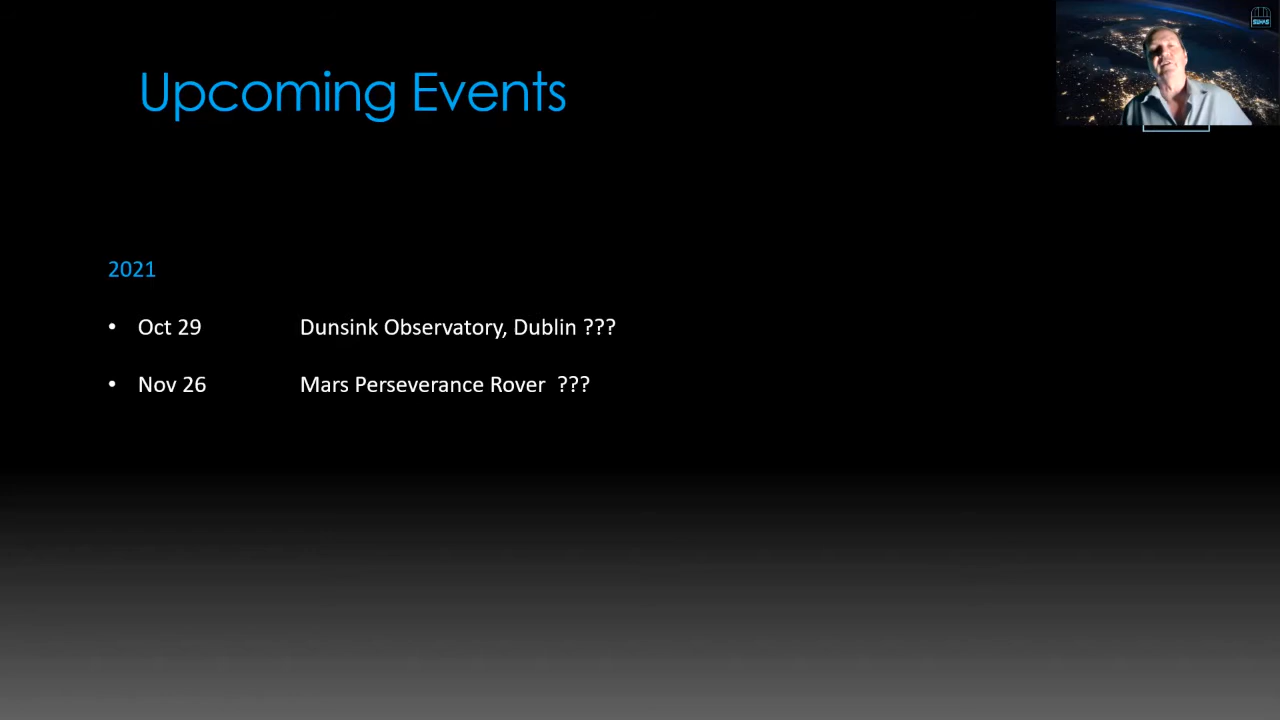 Upcoming Events
2021
• Oct 29 Dunsink Observatory, Dublin ???
• Nov 26 Mars Perseverance Rover ???